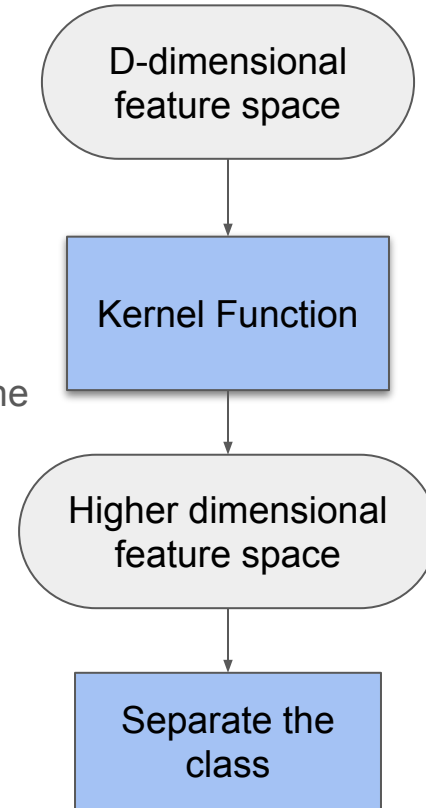 D-dimensional
feature space
Kernel Function
Higher dimensional
feature space
Separate the
class